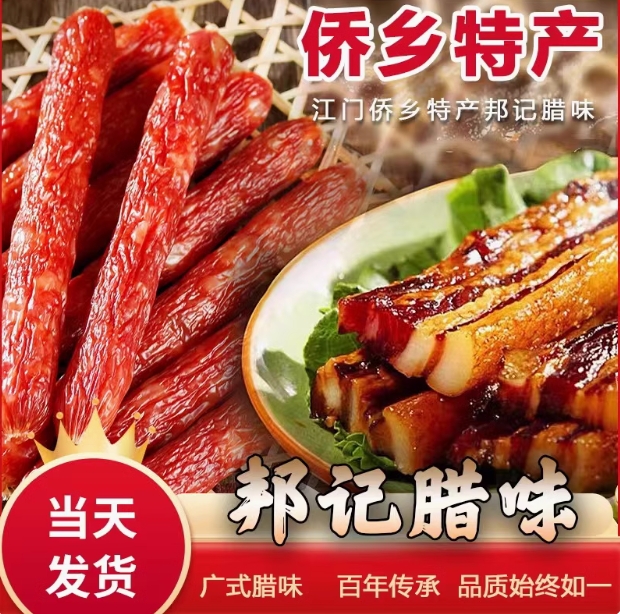 侨乡特产
江门侨乡特产邦记腊味
邦记腊味
当天
发货
广式腊味 百年传承 品质始终如一